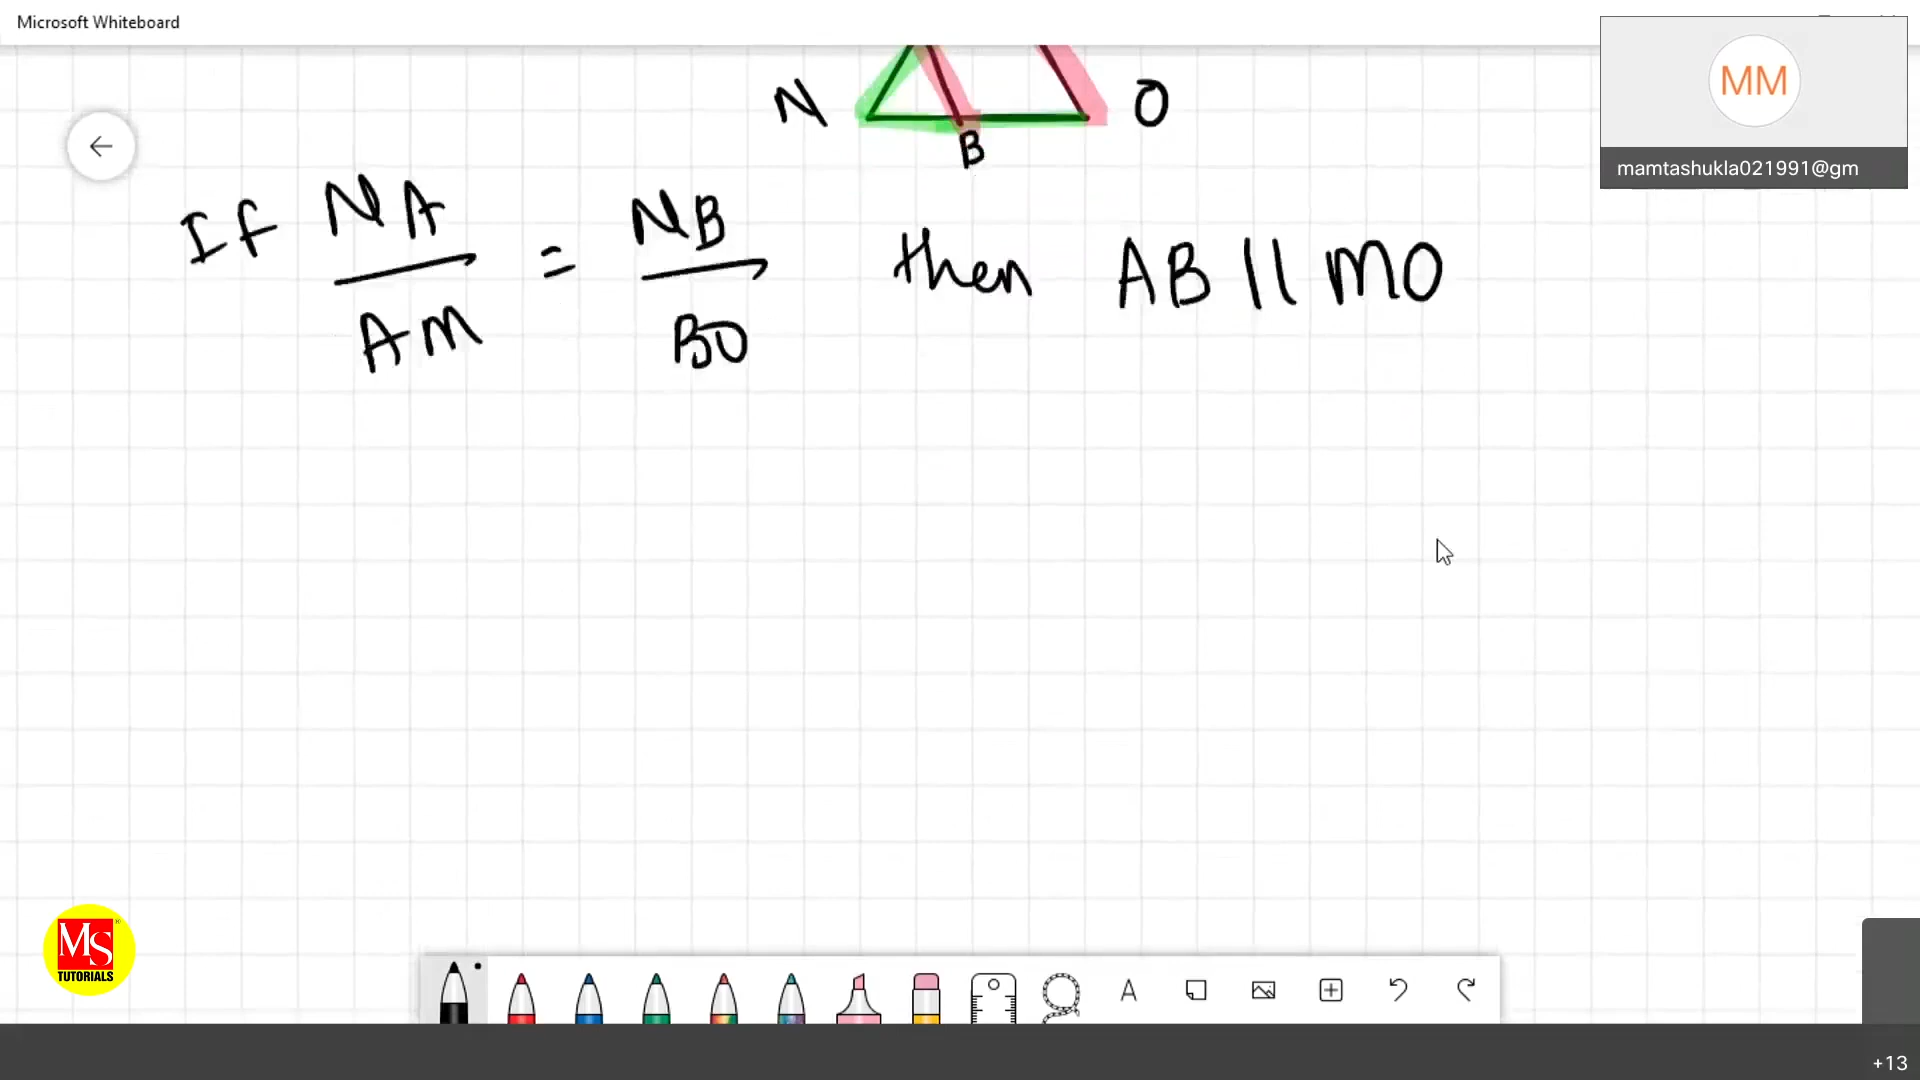 Microsoft Whiteboard
MM
mamtashukla021991@gm
N
O
B
If NA/AM = NB/BO then AB || MO
MS
TUTORIALS
A
+13